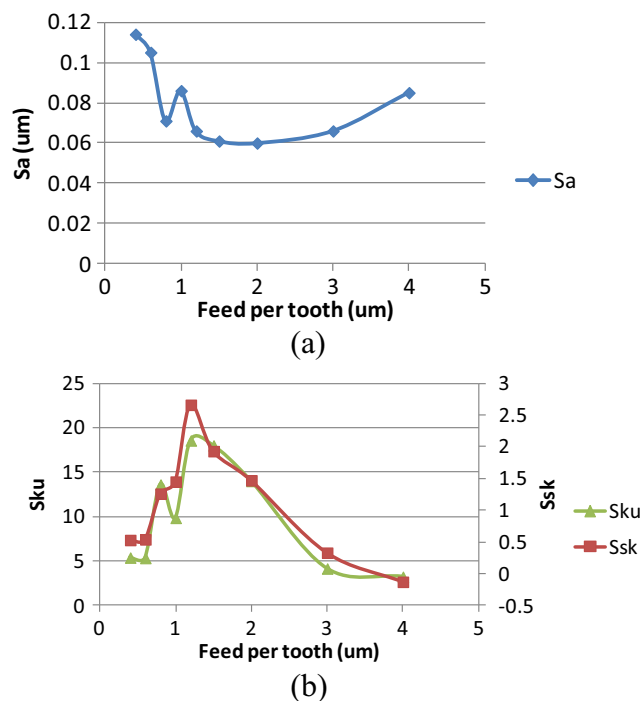 0.12
0.1
0.08
0.06
0.04
0.02
0
Sa (um)
0 1 2 3 4 5
Feed per tooth (um)
Sa
(a)
25
20
15
10
5
0
Sku
3
2.5
2
1.5
1
0.5
0
-0.5
Ssk
0 1 2 3 4 5
Feed per tooth (um)
Sku
Ssk
(b)